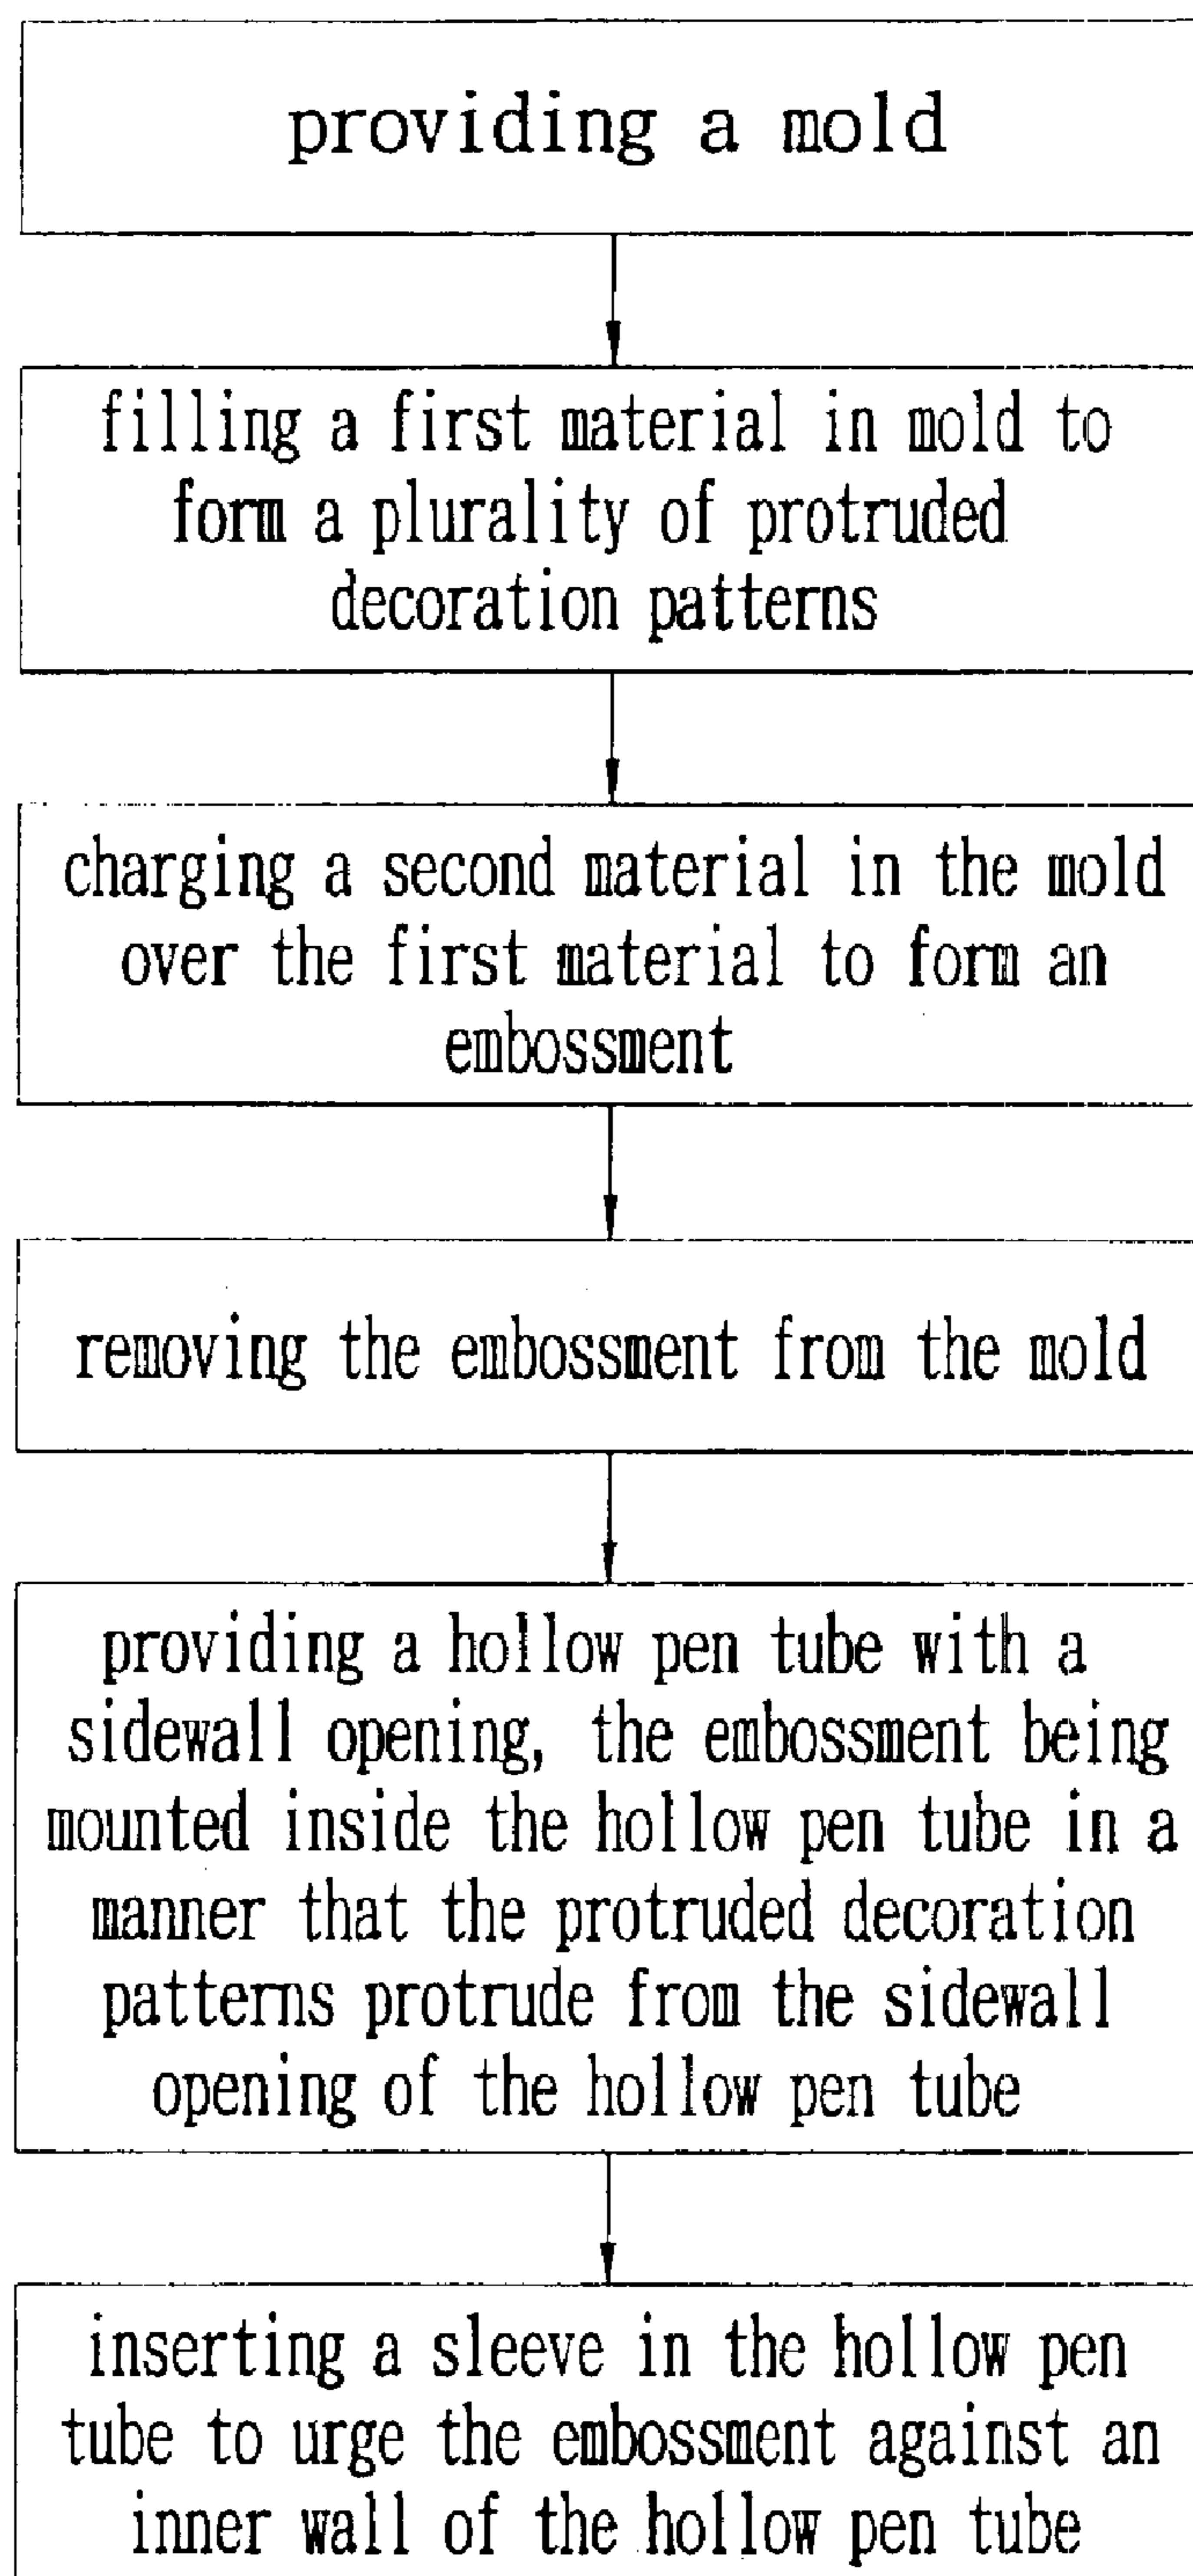 providing a mold
filling a first material in mold to
form a plurality of protruded
decoration patterns
charging a second material in the mold
over the first material to form an
embossment
removing the embossment from the mold
providing a hollow pen tube with a
sidewall opening, the embossment being
mounted inside the hollow pen tube in a
manner that the protruded decoration
patterns protrude from the sidewall
opening of the hollow pen tube
inserting a sleeve in the hollow pen
tube to urge the embossment against an
inner wall of the hollow pen tube